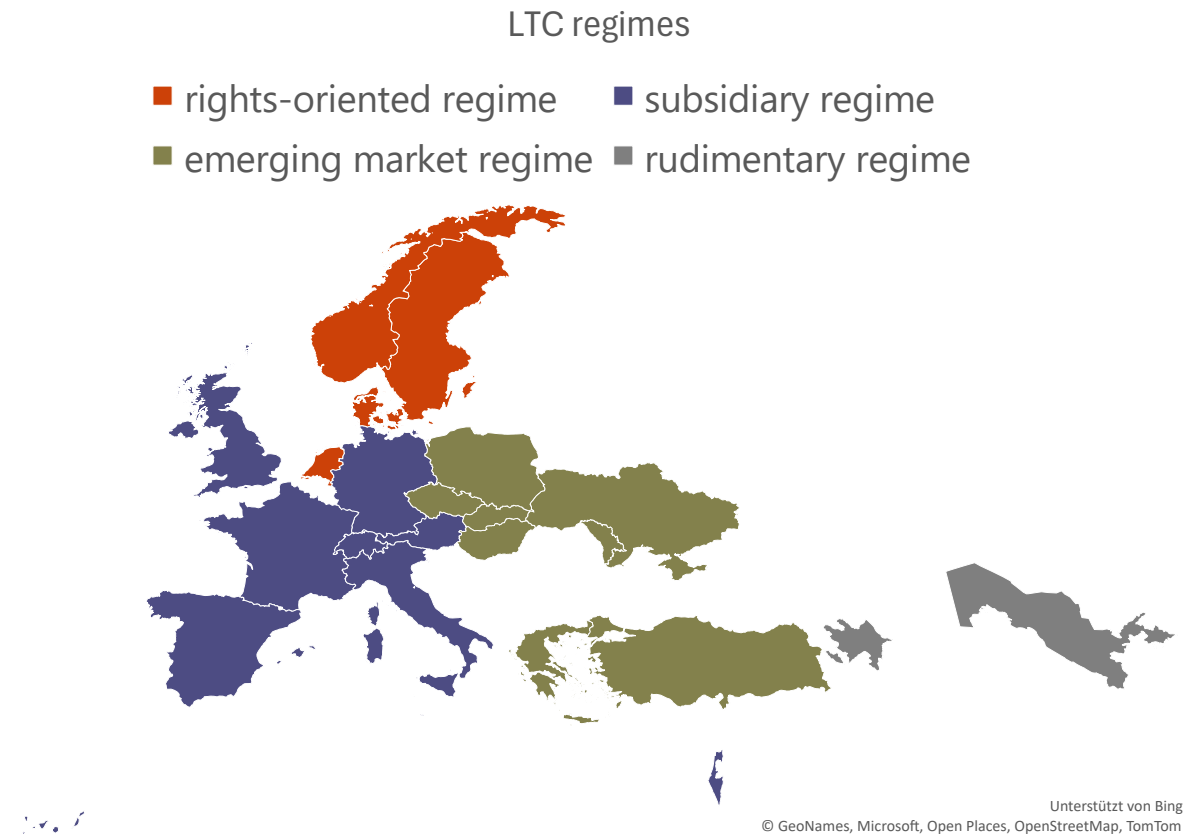 LTC regimes
rights-oriented regime
subsidiary regime
emerging market regime
rudimentary regime
Unterstützt von Bing
© GeoNames, Microsoft, Open Places, OpenStreetMap, TomTom